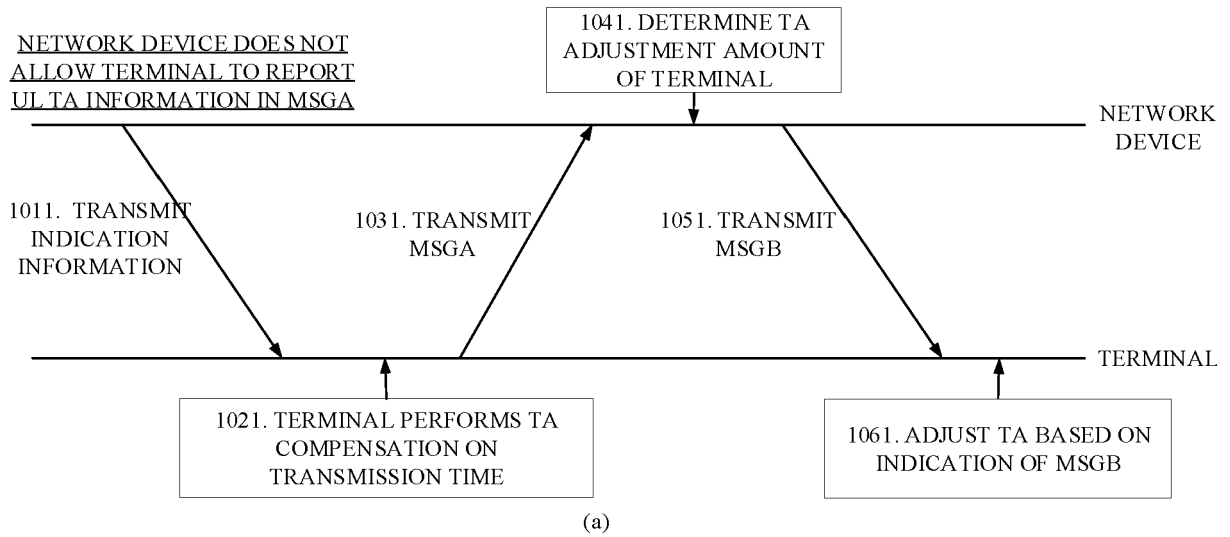 NETWORK DEVICE DOES NOT
ALLOW TERMINAL TO REPORT
UL TA INFORMATION IN MSGA
1041. DETERMINE TA
ADJUSTMENT AMOUNT
OF TERMINAL
NETWORK
DEVICE
1011. TRANSMIT
INDICATION
INFORMATION
1031. TRANSMIT
MSGA
1051. TRANSMIT
MSGB
TERMINAL
1021. TERMINAL PERFORMS TA
COMPENSATION ON
TRANSMISSION TIME
1061. ADJUST TA BASED ON
INDICATION OF MSGB
(a)